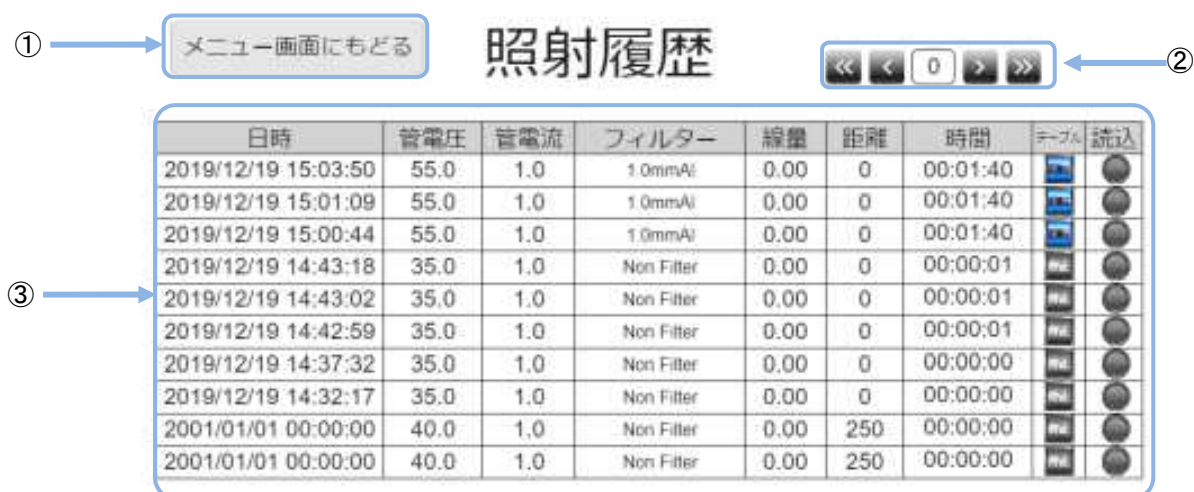 ① メニュー画面にもどる 照射履歴 « ‹ 0 › » ②
日時 管電圧 管電流 フィルター 線量 距離 時間 テーブル 読込
2019/12/19 15:03:50 55.0 1.0 1.0mmAl 0.00 0 00:01:40
2019/12/19 15:01:09 55.0 1.0 1.0mmAl 0.00 0 00:01:40
2019/12/19 15:00:44 55.0 1.0 1.0mmAl 0.00 0 00:01:40
2019/12/19 14:43:18 35.0 1.0 Non Filter 0.00 0 00:00:01
③ 2019/12/19 14:43:02 35.0 1.0 Non Filter 0.00 0 00:00:01
2019/12/19 14:42:59 35.0 1.0 Non Filter 0.00 0 00:00:01
2019/12/19 14:37:32 35.0 1.0 Non Filter 0.00 0 00:00:00
2019/12/19 14:32:17 35.0 1.0 Non Filter 0.00 0 00:00:00
2001/01/01 00:00:00 40.0 1.0 Non Filter 0.00 250 00:00:00
2001/01/01 00:00:00 40.0 1.0 Non Filter 0.00 250 00:00:00